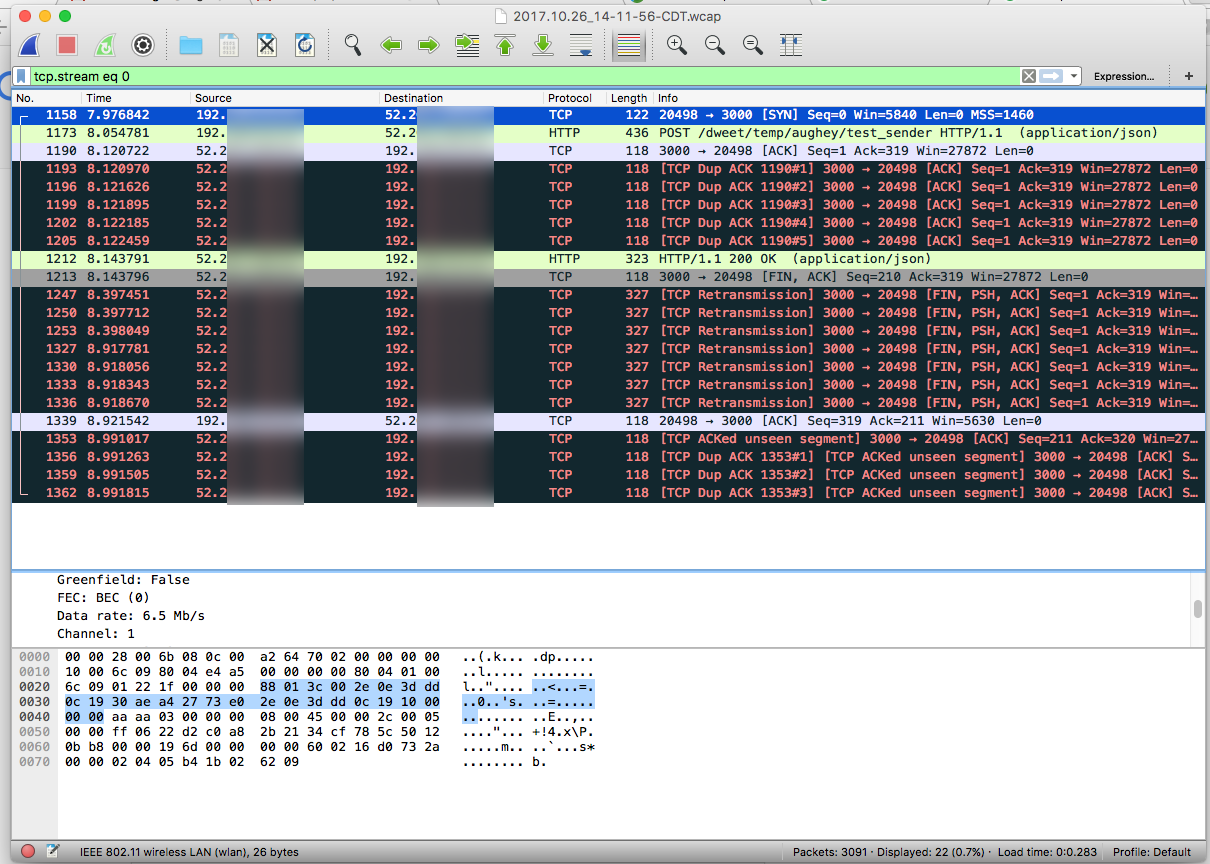 2017.10.26_14-11-56-CDT.wcap
tcp.stream eq 0 Expression... +
No. Time Source Destination Protocol Length Info
1158 7.976842 192. 52.2 TCP 122 20498 → 3000 [SYN] Seq=0 Win=5840 Len=0 MSS=1460
1173 8.054781 192. 52.2 HTTP 436 POST /dweet/temp/aughey/test_sender HTTP/1.1 (application/json)
1190 8.120722 52.2 192. TCP 118 3000 → 20498 [ACK] Seq=1 Ack=319 Win=27872 Len=0
1193 8.120970 52.2 192. TCP 118 [TCP Dup ACK 1190#1] 3000 → 20498 [ACK] Seq=1 Ack=319 Win=27872 Len=0
1196 8.121626 52.2 192. TCP 118 [TCP Dup ACK 1190#2] 3000 → 20498 [ACK] Seq=1 Ack=319 Win=27872 Len=0
1199 8.121895 52.2 192. TCP 118 [TCP Dup ACK 1190#3] 3000 → 20498 [ACK] Seq=1 Ack=319 Win=27872 Len=0
1202 8.122185 52.2 192. TCP 118 [TCP Dup ACK 1190#4] 3000 → 20498 [ACK] Seq=1 Ack=319 Win=27872 Len=0
1205 8.122459 52.2 192. TCP 118 [TCP Dup ACK 1190#5] 3000 → 20498 [ACK] Seq=1 Ack=319 Win=27872 Len=0
1212 8.143791 52.2 192. HTTP 323 HTTP/1.1 200 OK (application/json)
1213 8.143796 52.2 192. TCP 118 3000 → 20498 [FIN, ACK] Seq=210 Ack=319 Win=27872 Len=0
1247 8.397451 52.2 192. TCP 327 [TCP Retransmission] 3000 → 20498 [FIN, PSH, ACK] Seq=1 Ack=319 Win=…
1250 8.397712 52.2 192. TCP 327 [TCP Retransmission] 3000 → 20498 [FIN, PSH, ACK] Seq=1 Ack=319 Win=…
1253 8.398049 52.2 192. TCP 327 [TCP Retransmission] 3000 → 20498 [FIN, PSH, ACK] Seq=1 Ack=319 Win=…
1327 8.917781 52.2 192. TCP 327 [TCP Retransmission] 3000 → 20498 [FIN, PSH, ACK] Seq=1 Ack=319 Win=…
1330 8.918056 52.2 192. TCP 327 [TCP Retransmission] 3000 → 20498 [FIN, PSH, ACK] Seq=1 Ack=319 Win=…
1333 8.918343 52.2 192. TCP 327 [TCP Retransmission] 3000 → 20498 [FIN, PSH, ACK] Seq=1 Ack=319 Win=…
1336 8.918670 52.2 192. TCP 327 [TCP Retransmission] 3000 → 20498 [FIN, PSH, ACK] Seq=1 Ack=319 Win=…
1339 8.921542 192. 52.2 TCP 118 20498 → 3000 [ACK] Seq=319 Ack=211 Win=5630 Len=0
1353 8.991017 52.2 192. TCP 118 [TCP ACKed unseen segment] 3000 → 20498 [ACK] Seq=211 Ack=320 Win=27…
1356 8.991263 52.2 192. TCP 118 [TCP Dup ACK 1353#1] [TCP ACKed unseen segment] 3000 → 20498 [ACK] S…
1359 8.991505 52.2 192. TCP 118 [TCP Dup ACK 1353#2] [TCP ACKed unseen segment] 3000 → 20498 [ACK] S…
1362 8.991815 52.2 192. TCP 118 [TCP Dup ACK 1353#3] [TCP ACKed unseen segment] 3000 → 20498 [ACK] S…
Greenfield: False
FEC: BEC (0)
Data rate: 6.5 Mb/s
Channel: 1
0000 00 00 28 00 6b 08 0c 00 a2 64 70 02 00 00 00 00 ..(.k... .dp.....
0010 10 00 6c 09 80 04 e4 a5 00 00 00 00 80 04 01 00 ..l..... ........
0020 6c 09 01 22 1f 00 00 00 88 01 3c 00 2e 0e 3d dd l..".... ..<...=.
0030 0c 19 30 ae a4 27 73 e0 2e 0e 3d dd 0c 19 10 00 ..0..'s. ..=.....
0040 00 00 aa aa 03 00 00 00 08 00 45 00 00 2c 00 05 ........ ..E..,..
0050 00 00 ff 06 22 d2 c0 a8 2b 21 34 cf 78 5c 50 12 ...."... +!4.x\P.
0060 0b b8 00 00 19 6d 00 00 00 00 60 02 16 d0 73 2a .....m.. ..`...s*
0070 00 00 02 04 05 b4 1b 02 62 09 ........ b.
IEEE 802.11 wireless LAN (wlan), 26 bytes Packets: 3091 · Displayed: 22 (0.7%) · Load time: 0:0.283 Profile: Default